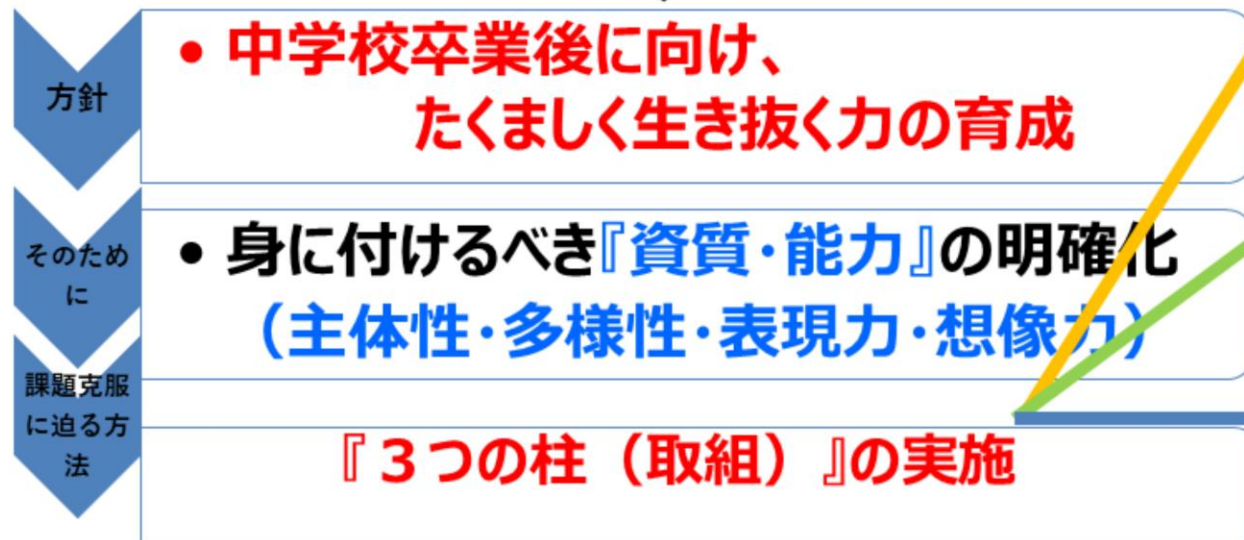 方針
• 中学校卒業後に向け、
たくましく生き抜く力の育成
そのため
に
• 身に付けるべき『資質・能力』の明確化
（主体性・多様性・表現力・想像力）
課題克服
に迫る方
法
『３つの柱（取組）』の実施